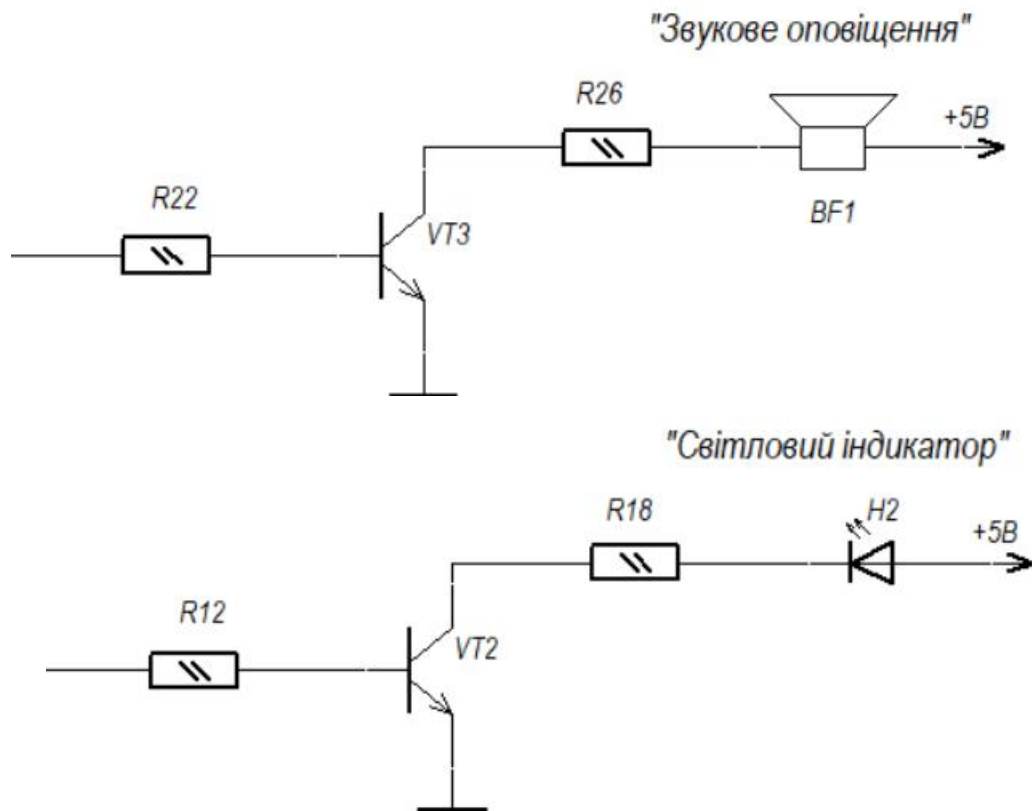 "Звукове оповіщення"
R26
+5В
R22
VT3
BF1
"Світловий індикатор"
R18
H2
+5В
R12
VT2